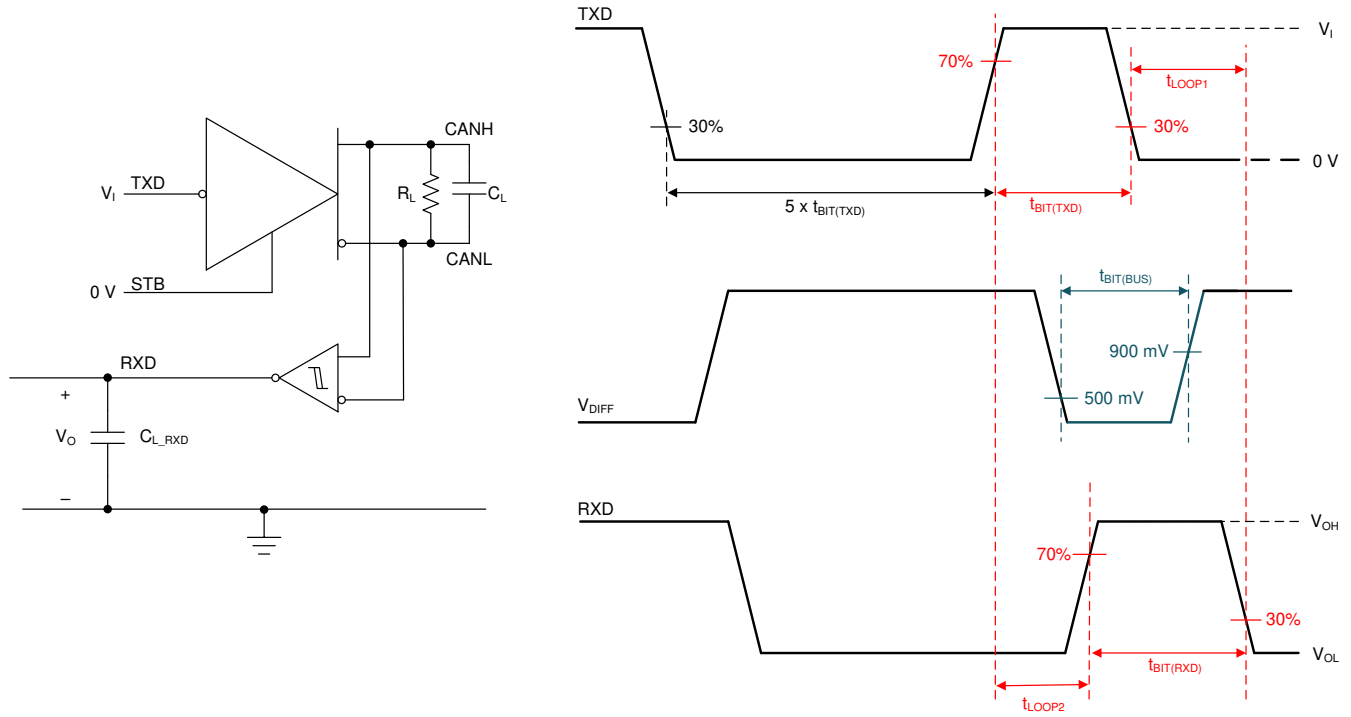 TXD
V_I
70%
t_LOOP1
30%
30%
0 V
5 x t_BIT(TXD)
t_BIT(TXD)
CANH
V_I
TXD
R_L
C_L
CANL
0 V
STB
t_BIT(BUS)
900 mV
500 mV
V_DIFF
RXD
+
V_O
C_L_RXD
–
RXD
V_OH
70%
30%
t_BIT(RXD)
V_OL
t_LOOP2